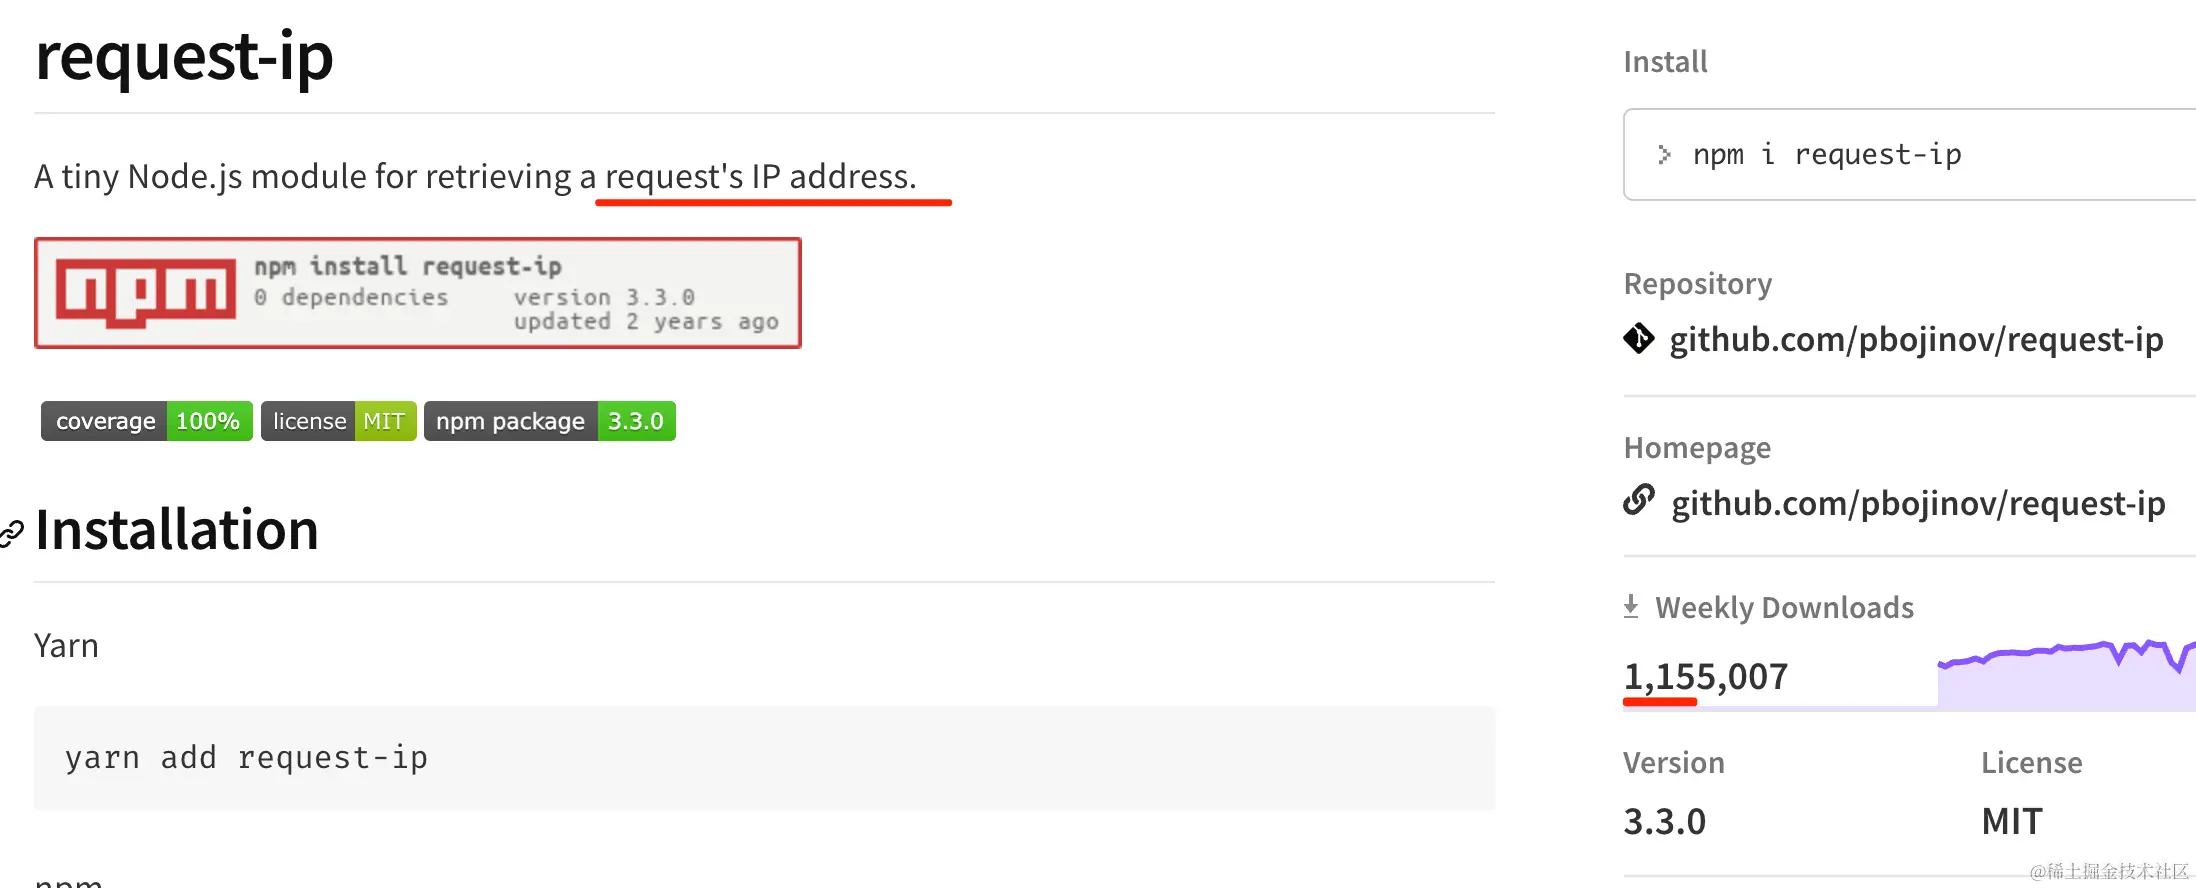 request-ip
A tiny Node.js module for retrieving a request's IP address.
npm
npm install request-ip
0 dependencies version 3.3.0
updated 2 years ago
coverage 100% license MIT npm package 3.3.0
Installation
Yarn
yarn add request-ip
npm
Install
> npm i request-ip
Repository
github.com/pbojinov/request-ip
Homepage
github.com/pbojinov/request-ip
Weekly Downloads
1,155,007
Version License
3.3.0 MIT
@稀土掘金技术社区